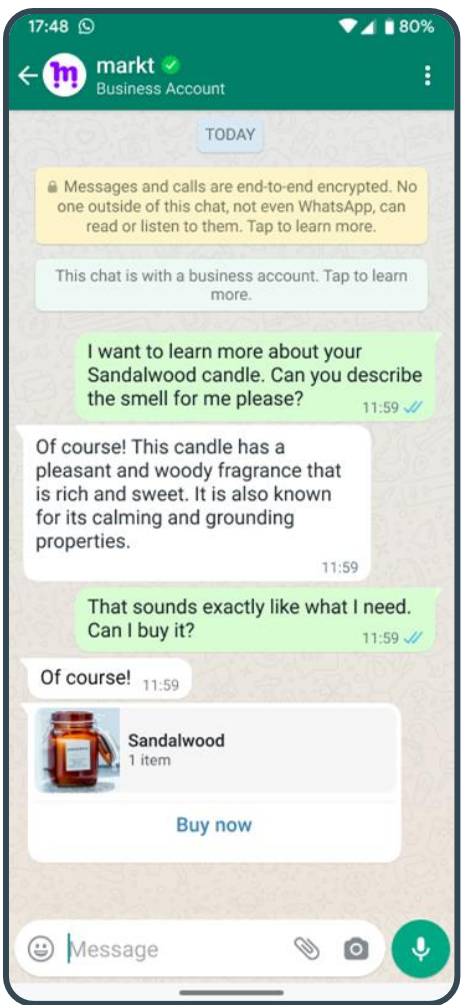 17:48 80%
markt
Business Account
TODAY
Messages and calls are end-to-end encrypted. No
one outside of this chat, not even WhatsApp, can
read or listen to them. Tap to learn more.
This chat is with a business account. Tap to learn
more.
I want to learn more about your
Sandalwood candle. Can you describe
the smell for me please?
11:59
Of course! This candle has a
pleasant and woody fragrance that
is rich and sweet. It is also known
for its calming and grounding
properties.
11:59
That sounds exactly like what I need.
Can I buy it?
11:59
Of course! 11:59
Sandalwood
1 item
Buy now
Message